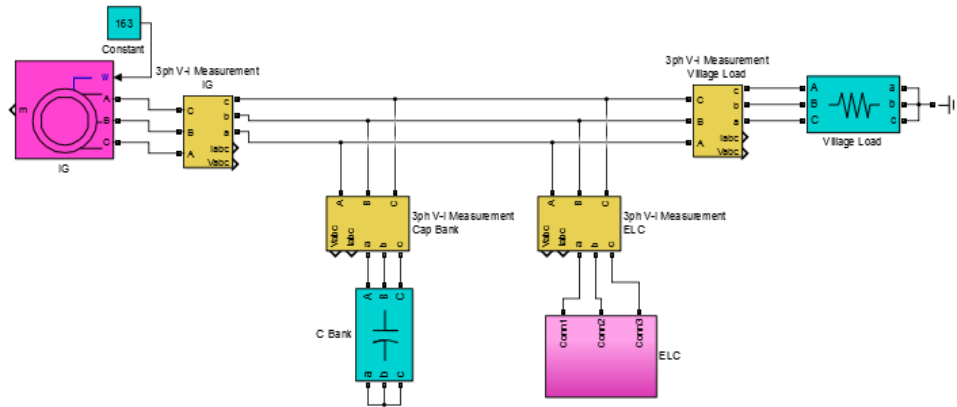 163
Constant
3ph V-I Measurement
IG
3ph V-I Measurement
Village Load
m
W
A
B
C
IG
C
B
A
c
b
a
Iabc
Vabc
C
B
A
c
b
a
Iabc
Vabc
A
B
C
a
b
c
Village Load
A
B
C
Vabc
Iabc
a
b
c
3ph V-I Measurement
Cap Bank
A
B
C
Vabc
Iabc
a
b
c
3ph V-I Measurement
ELC
A
B
C
a
b
c
C Bank
Conn1
Conn2
Conn3
ELC